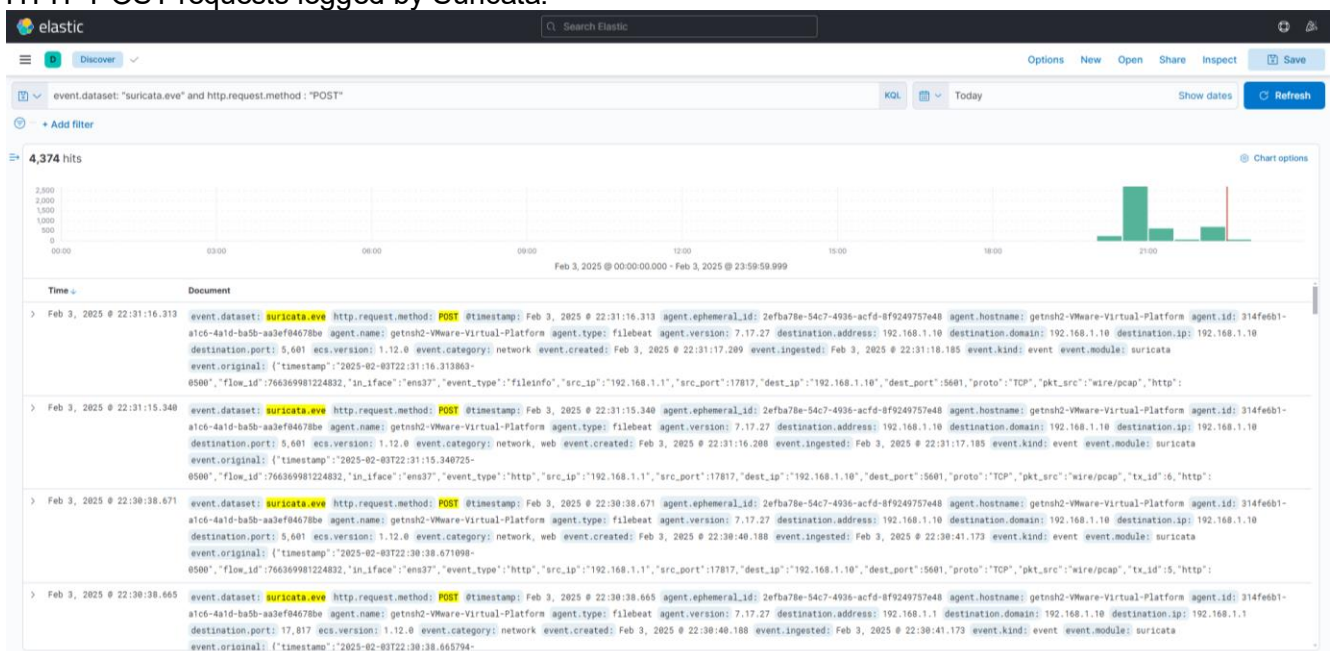 HTTP POST requests logged by Suricata.
elastic
Search Elastic
D Discover Options New Open Share Inspect Save
event.dataset: "suricata.eve" and http.request.method : "POST" KQL Today Show dates Refresh
+ Add filter
4,374 hits Chart options
2,500
2,000
1,500
1,000
500
0
00:00 03:00 06:00 09:00 12:00 15:00 18:00 21:00
Feb 3, 2025 @ 00:00:00.000 - Feb 3, 2025 @ 23:59:59.999
Time Document
Feb 3, 2025 @ 22:31:16.313 event.dataset: suricata.eve http.request.method: POST @timestamp: Feb 3, 2025 @ 22:31:16.313 agent.ephemeral_id: 2efba78e-54c7-4936-acfd-8f9249757e48 agent.hostname: getnsh2-VMware-Virtual-Platform agent.id: 314fe6b1-
a1c6-4a1d-ba5b-aa3ef04678be agent.name: getnsh2-VMware-Virtual-Platform agent.type: filebeat agent.version: 7.17.27 destination.address: 192.168.1.10 destination.domain: 192.168.1.10 destination.ip: 192.168.1.10
destination.port: 5,601 ecs.version: 1.12.0 event.category: network event.created: Feb 3, 2025 @ 22:31:17.209 event.ingested: Feb 3, 2025 @ 22:31:18.185 event.kind: event event.module: suricata
event.original: {"timestamp":"2025-02-03T22:31:16.313863-
0500","flow_id":766369981224832,"in_iface":"ens37","event_type":"fileinfo","src_ip":"192.168.1.1","src_port":17817,"dest_ip":"192.168.1.10","dest_port":5601,"proto":"TCP","pkt_src":"wire/pcap","http":
Feb 3, 2025 @ 22:31:15.340 event.dataset: suricata.eve http.request.method: POST @timestamp: Feb 3, 2025 @ 22:31:15.340 agent.ephemeral_id: 2efba78e-54c7-4936-acfd-8f9249757e48 agent.hostname: getnsh2-VMware-Virtual-Platform agent.id: 314fe6b1-
a1c6-4a1d-ba5b-aa3ef04678be agent.name: getnsh2-VMware-Virtual-Platform agent.type: filebeat agent.version: 7.17.27 destination.address: 192.168.1.10 destination.domain: 192.168.1.10 destination.ip: 192.168.1.10
destination.port: 5,601 ecs.version: 1.12.0 event.category: network, web event.created: Feb 3, 2025 @ 22:31:16.208 event.ingested: Feb 3, 2025 @ 22:31:17.185 event.kind: event event.module: suricata
event.original: {"timestamp":"2025-02-03T22:31:15.340725-
0500","flow_id":766369981224832,"in_iface":"ens37","event_type":"http","src_ip":"192.168.1.1","src_port":17817,"dest_ip":"192.168.1.10","dest_port":5601,"proto":"TCP","pkt_src":"wire/pcap","tx_id":6,"http":
Feb 3, 2025 @ 22:30:38.671 event.dataset: suricata.eve http.request.method: POST @timestamp: Feb 3, 2025 @ 22:30:38.671 agent.ephemeral_id: 2efba78e-54c7-4936-acfd-8f9249757e48 agent.hostname: getnsh2-VMware-Virtual-Platform agent.id: 314fe6b1-
a1c6-4a1d-ba5b-aa3ef04678be agent.name: getnsh2-VMware-Virtual-Platform agent.type: filebeat agent.version: 7.17.27 destination.address: 192.168.1.10 destination.domain: 192.168.1.10 destination.ip: 192.168.1.10
destination.port: 5,601 ecs.version: 1.12.0 event.category: network, web event.created: Feb 3, 2025 @ 22:30:40.188 event.ingested: Feb 3, 2025 @ 22:30:41.173 event.kind: event event.module: suricata
event.original: {"timestamp":"2025-02-03T22:30:38.671098-
0500","flow_id":766369981224832,"in_iface":"ens37","event_type":"http","src_ip":"192.168.1.1","src_port":17817,"dest_ip":"192.168.1.10","dest_port":5601,"proto":"TCP","pkt_src":"wire/pcap","tx_id":5,"http":
Feb 3, 2025 @ 22:30:38.665 event.dataset: suricata.eve http.request.method: POST @timestamp: Feb 3, 2025 @ 22:30:38.665 agent.ephemeral_id: 2efba78e-54c7-4936-acfd-8f9249757e48 agent.hostname: getnsh2-VMware-Virtual-Platform agent.id: 314fe6b1-
a1c6-4a1d-ba5b-aa3ef04678be agent.name: getnsh2-VMware-Virtual-Platform agent.type: filebeat agent.version: 7.17.27 destination.address: 192.168.1.1 destination.domain: 192.168.1.10 destination.ip: 192.168.1.1
destination.port: 17,817 ecs.version: 1.12.0 event.category: network event.created: Feb 3, 2025 @ 22:30:40.188 event.ingested: Feb 3, 2025 @ 22:30:41.173 event.kind: event event.module: suricata
event.original: {"timestamp":"2025-02-03T22:30:38.665794-